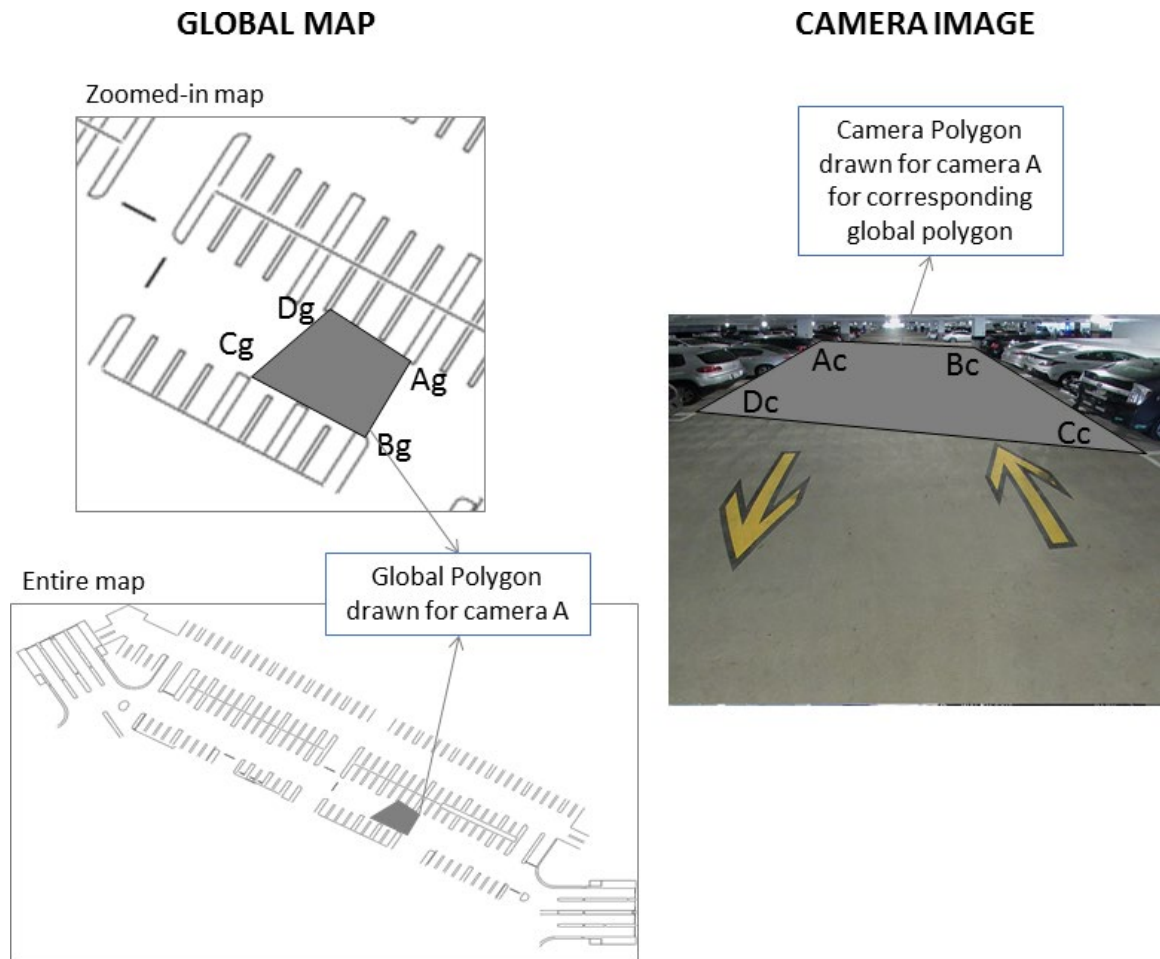 GLOBAL MAP
CAMERA IMAGE
Zoomed-in map
Dg
Cg
Ag
Bg
Camera Polygon
drawn for camera A
for corresponding
global polygon
Ac
Bc
Dc
Cc
Entire map
Global Polygon
drawn for camera A